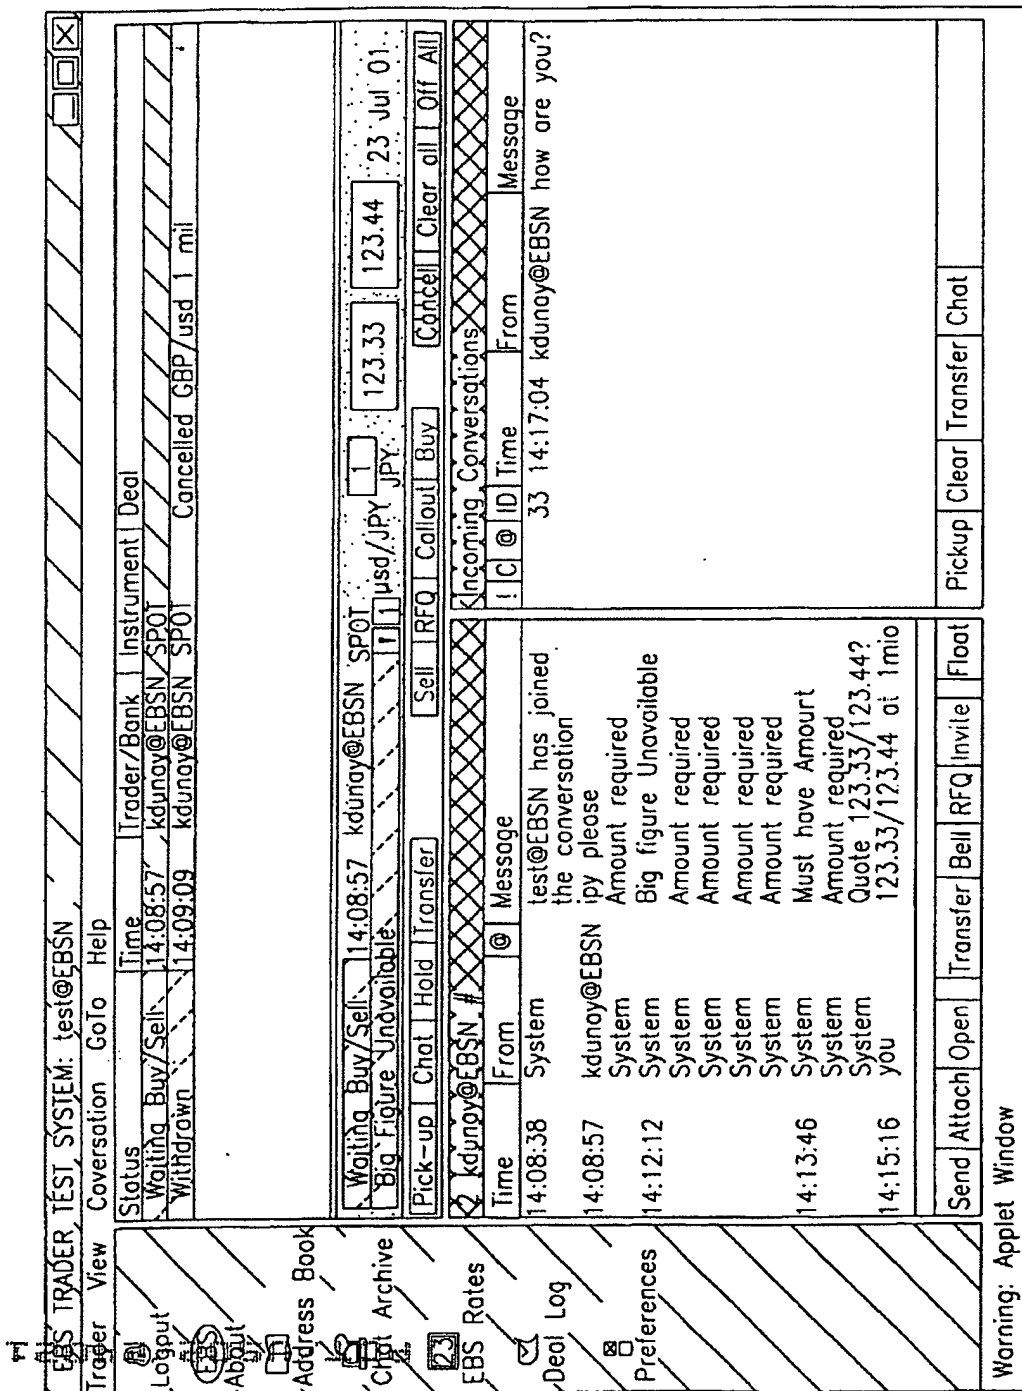 EBS TRADER TEST SYSTEM: test@EBSN
Trader View Coversation GoTo Help
Logout
EBS
About
Address Book
Chat Archive
23
EBS Rates
Deal Log
Preferences
Status Time Trader/Bank Instrument Deal
Waiting Buy/Sell 14:08:57 kdunay@EBSN SPOT
Withdrawn 14:09:09 kdunay@EBSN SPOT Cancelled GBP/usd 1 mil
Waiting Buy/Sell 14:08:57 kdunay@EBSN SPOT 1 123.33 123.44 23 Jul 01
Big Figure Unavailable ! 1 usd/JPY JPY
Pick-up Chat Hold Transfer Sell RFQ Callout Buy Cancel Clear all Off All
2 kdunay@EBSN #
Time From @ Message
14:08:38 System test@EBSN has joined
the conversation
14:08:57 kdunay@EBSN ipy please
System Amount required
14:12:12 System Big figure Unavailable
System Amount required
System Amount required
System Amount required
System Amount required
14:13:46 System Must have Amount
System Amount required
System Quote 123.33/123.44?
14:15:16 you 123.33/123.44 at 1mio
Send Attach Open Transfer Bell RFQ Invite Float
Incoming Conversations
! C @ ID Time From Message
33 14:17:04 kdunay@EBSN how are you?
Pickup Clear Transfer Chat
Warning: Applet Window